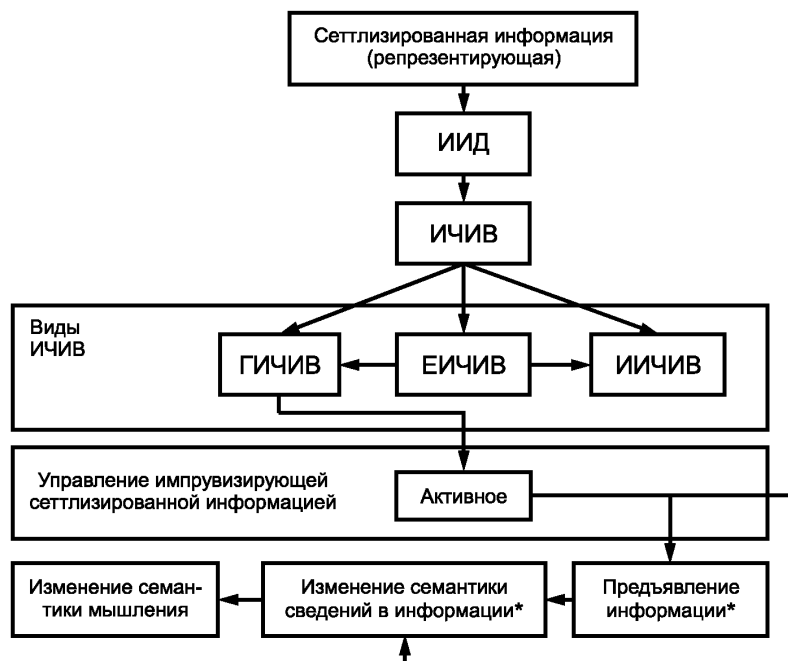 Сеттлизированная информация
(репрезентирующая)
ИИД
ИЧИВ
Виды
ИЧИВ
ГИЧИВ
ЕИЧИВ
ИИЧИВ
Управление импрувизирующей
сеттлизированной информацией
Активное
Изменение семан-
тики мышления
Изменение семантики
сведений в информации*
Предъявление
информации*